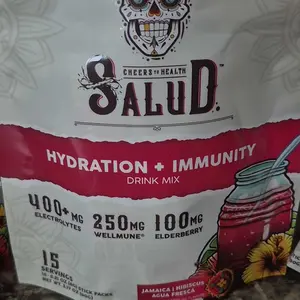 CHEERS TO HEALTH
SALUD.™
HYDRATION + IMMUNITY
DRINK MIX
400+ MG
ELECTROLYTES
250MG
WELLMUNE®
100MG
ELDERBERRY
15
SERVINGS
JAMAICA | HIBISCUS
AGUA FRESCA